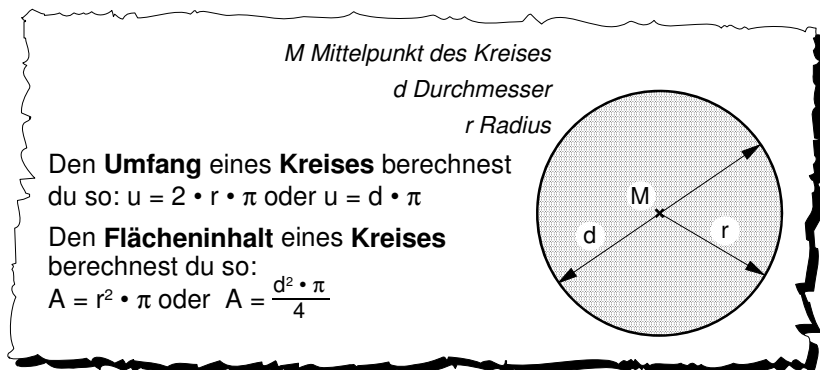 M Mittelpunkt des Kreises
d Durchmesser
r Radius
Den Umfang eines Kreises berechnest
du so: u = 2 • r • π oder u = d • π
Den Flächeninhalt eines Kreises
berechnest du so:
A = r² • π oder A = d² • π / 4
M
d
r